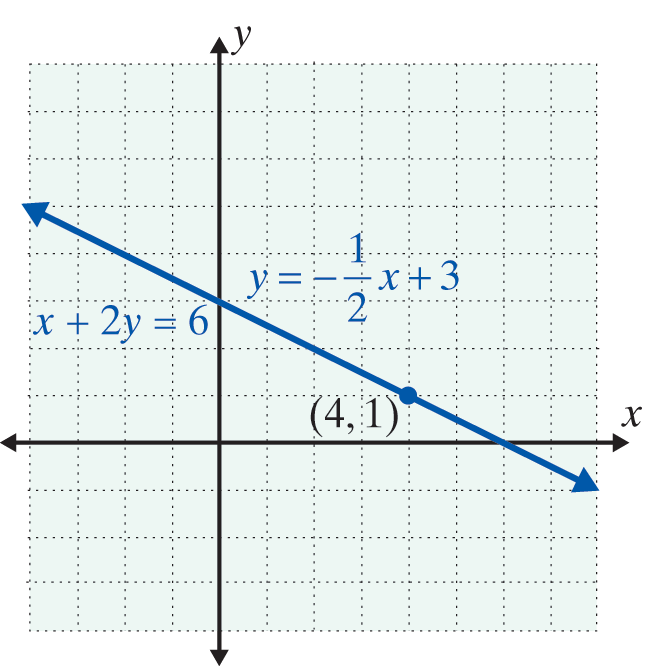 y
y = −1/2 x + 3
x + 2y = 6
(4, 1)
x